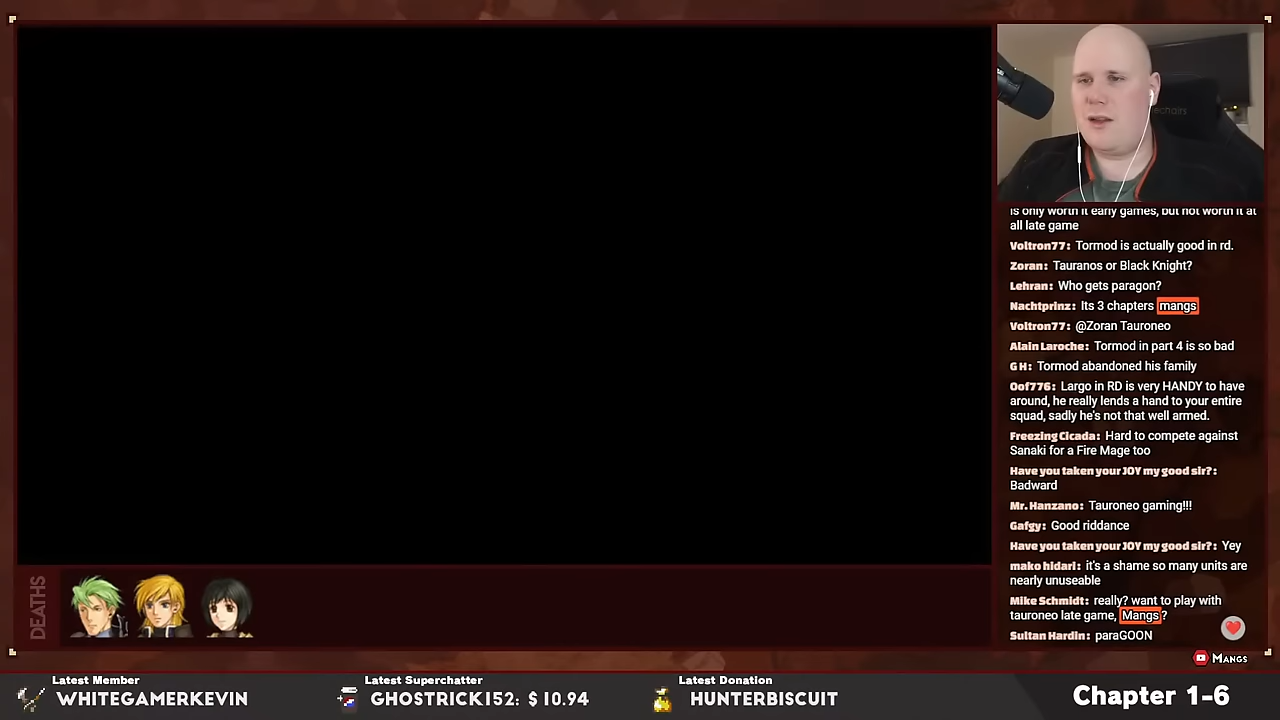 is only worth it early games, but not worth it at
all late game
Voltron77: Tormod is actually good in rd.
Zoran: Tauranos or Black Knight?
Lehran: Who gets paragon?
Nachtprinz: Its 3 chapters mangs
Voltron77: @Zoran Tauroneo
Alain Laroche: Tormod in part 4 is so bad
G H: Tormod abandoned his family
Oof776: Largo in RD is very HANDY to have
around, he really lends a hand to your entire
squad, sadly he's not that well armed.
Freezing Cicada: Hard to compete against
Sanaki for a Fire Mage too
Have you taken your JOY my good sir?:
Badward
Mr. Hanzano: Tauroneo gaming!!!
Gafgy: Good riddance
Have you taken your JOY my good sir?: Yey
mako hidari: it's a shame so many units are
nearly unuseable
Mike Schmidt: really? want to play with
tauroneo late game, Mangs?
Sultan Hardin: paraGOON
DEATHS
Mangs
Latest Member
WHITEGAMERKEVIN
Latest Superchatter
GHOSTRICK152: $10.94
Latest Donation
HUNTERBISCUIT
Chapter 1-6